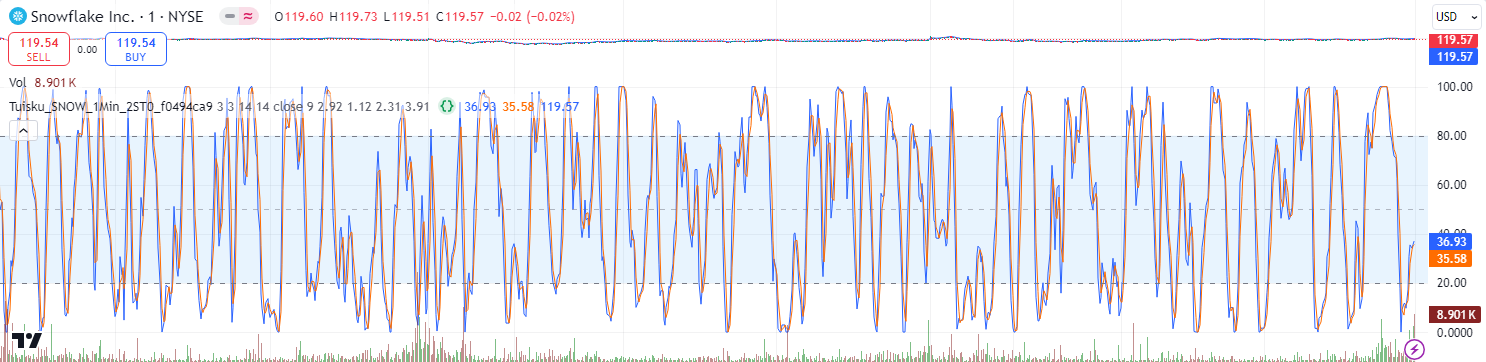 Snowflake Inc. · 1 · NYSE O119.60 H119.73 L119.51 C119.57 −0.02 (−0.02%)
USD
119.54 SELL
0.00
119.54 BUY
119.57
119.57
Vol 8.901 K
100.00
Tuisku_SNOW_1Min_2ST0_f0494ca9 3 3 14 14 close 9 2.92 1.12 2.31 3.91 {} 36.93 35.58 119.57
80.00
60.00
40.00
36.93
35.58
20.00
8.901 K
0.0000